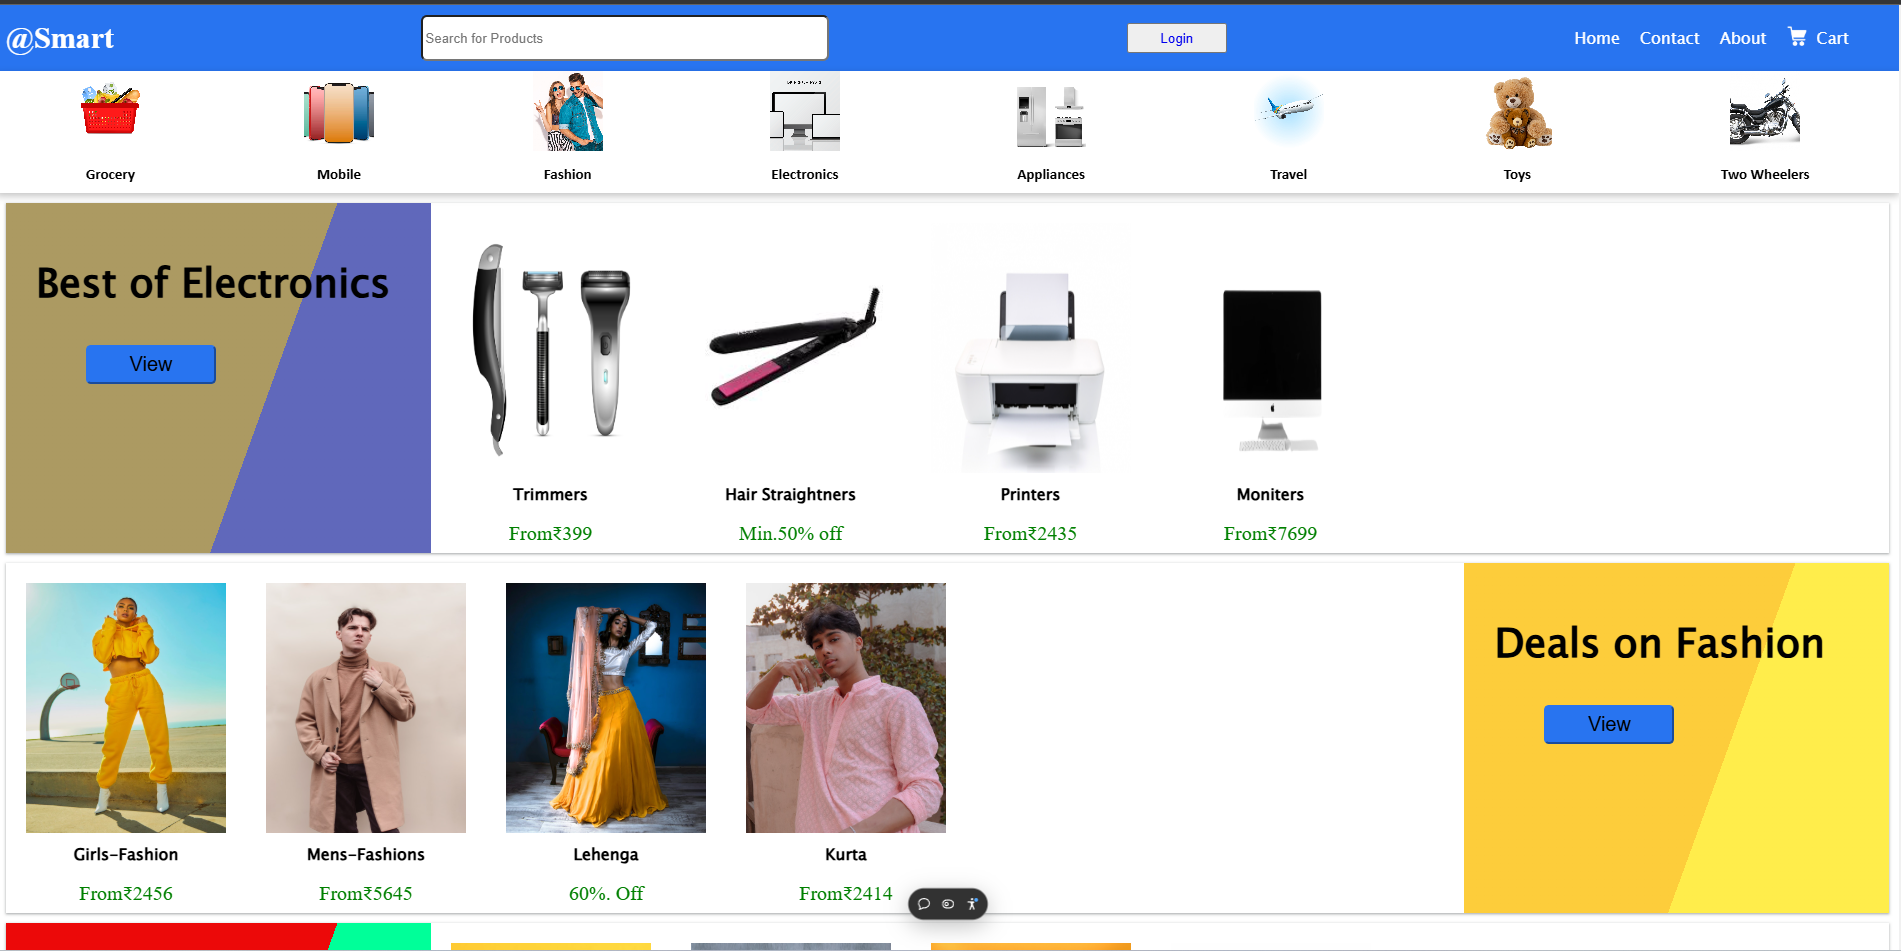 @Smart
Search for Products
Login
Home Contact About Cart
Grocery Mobile Fashion Electronics Appliances Travel Toys Two Wheelers
Best of Electronics
View
Trimmers Hair Straightners Printers Moniters
From₹399 Min.50% off From₹2435 From₹7699
Deals on Fashion
View
Girls-Fashion Mens-Fashions Lehenga Kurta
From₹2456 From₹5645 60%. Off From₹2414